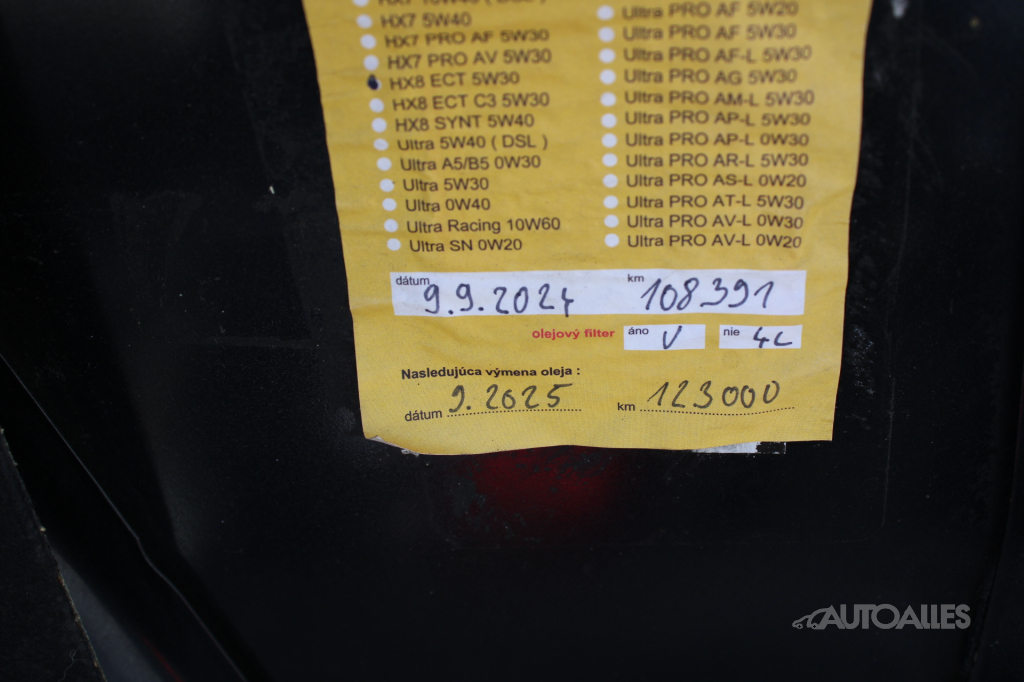 HX7 5W40
HX7 PRO AF 5W30
HX7 PRO AV 5W30
HX8 ECT 5W30
HX8 ECT C3 5W30
HX8 SYNT 5W40
Ultra 5W40 ( DSL )
Ultra A5/B5 0W30
Ultra 5W30
Ultra 0W40
Ultra Racing 10W60
Ultra SN 0W20
Ultra PRO AF 5W20
Ultra PRO AF 5W30
Ultra PRO AF-L 5W30
Ultra PRO AG 5W30
Ultra PRO AM-L 5W30
Ultra PRO AP-L 5W30
Ultra PRO AP-L 0W30
Ultra PRO AR-L 5W30
Ultra PRO AS-L 0W20
Ultra PRO AT-L 5W30
Ultra PRO AV-L 0W30
Ultra PRO AV-L 0W20
dátum 9.9.2024 km 108391
olejový filter áno V nie 4L
Nasledujúca výmena oleja :
dátum 9.2025 km 123000
AUTOALLES